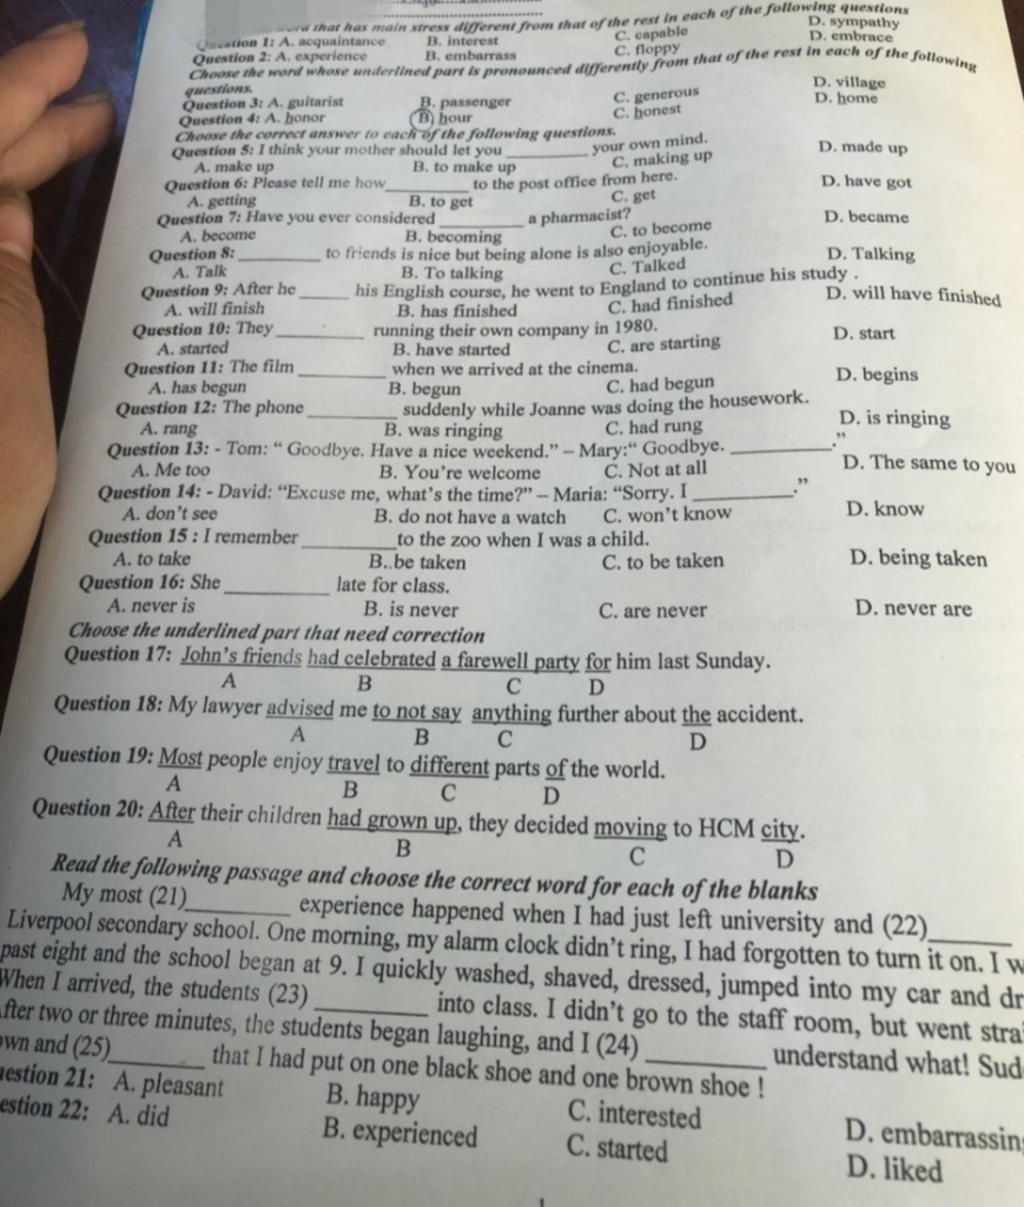 that has main stress different from that of the rest in each of the following questions
Question 1: A. acquaintance B. interest C. capable D. sympathy
Question 2: A. experience B. embarrass C. floppy D. embrace
Choose the word whose underlined part is pronounced differently from that of the rest in each of the following
questions.
Question 3: A. guitarist B. passenger C. generous D. village
Question 4: A. honor B. hour C. honest D. home
Choose the correct answer to each of the following questions.
Question 5: I think your mother should let you ________ your own mind.
A. make up B. to make up C. making up D. made up
Question 6: Please tell me how________ to the post office from here.
A. getting B. to get C. get D. have got
Question 7: Have you ever considered________ a pharmacist?
A. become B. becoming C. to become D. became
Question 8:________ to friends is nice but being alone is also enjoyable.
A. Talk B. To talking C. Talked D. Talking
Question 9: After he _____ his English course, he went to England to continue his study .
A. will finish B. has finished C. had finished D. will have finished
Question 10: They ________ running their own company in 1980.
A. started B. have started C. are starting D. start
Question 11: The film ________ when we arrived at the cinema.
A. has begun B. begun C. had begun D. begins
Question 12: The phone ________ suddenly while Joanne was doing the housework.
A. rang B. was ringing C. had rung D. is ringing
Question 13: - Tom: “ Goodbye. Have a nice weekend.” – Mary:“ Goodbye. _________.”
A. Me too B. You’re welcome C. Not at all D. The same to you
Question 14: - David: “Excuse me, what’s the time?” – Maria: “Sorry. I _________.”
A. don’t see B. do not have a watch C. won’t know D. know
Question 15 : I remember ________to the zoo when I was a child.
A. to take B..be taken C. to be taken D. being taken
Question 16: She _________ late for class.
A. never is B. is never C. are never D. never are
Choose the underlined part that need correction
Question 17: John’s friends had celebrated a farewell party for him last Sunday.
A B C D
Question 18: My lawyer advised me to not say anything further about the accident.
A B C D
Question 19: Most people enjoy travel to different parts of the world.
A B C D
Question 20: After their children had grown up, they decided moving to HCM city.
A B C D
Read the following passage and choose the correct word for each of the blanks
My most (21)_________ experience happened when I had just left university and (22)_______
Liverpool secondary school. One morning, my alarm clock didn’t ring, I had forgotten to turn it on. I w
past eight and the school began at 9. I quickly washed, shaved, dressed, jumped into my car and dr
When I arrived, the students (23) _________ into class. I didn’t go to the staff room, but went stra
After two or three minutes, the students began laughing, and I (24) _________ understand what! Sud
own and (25)________ that I had put on one black shoe and one brown shoe !
uestion 21: A. pleasant B. happy C. interested D. embarrassing
estion 22: A. did B. experienced C. started D. liked